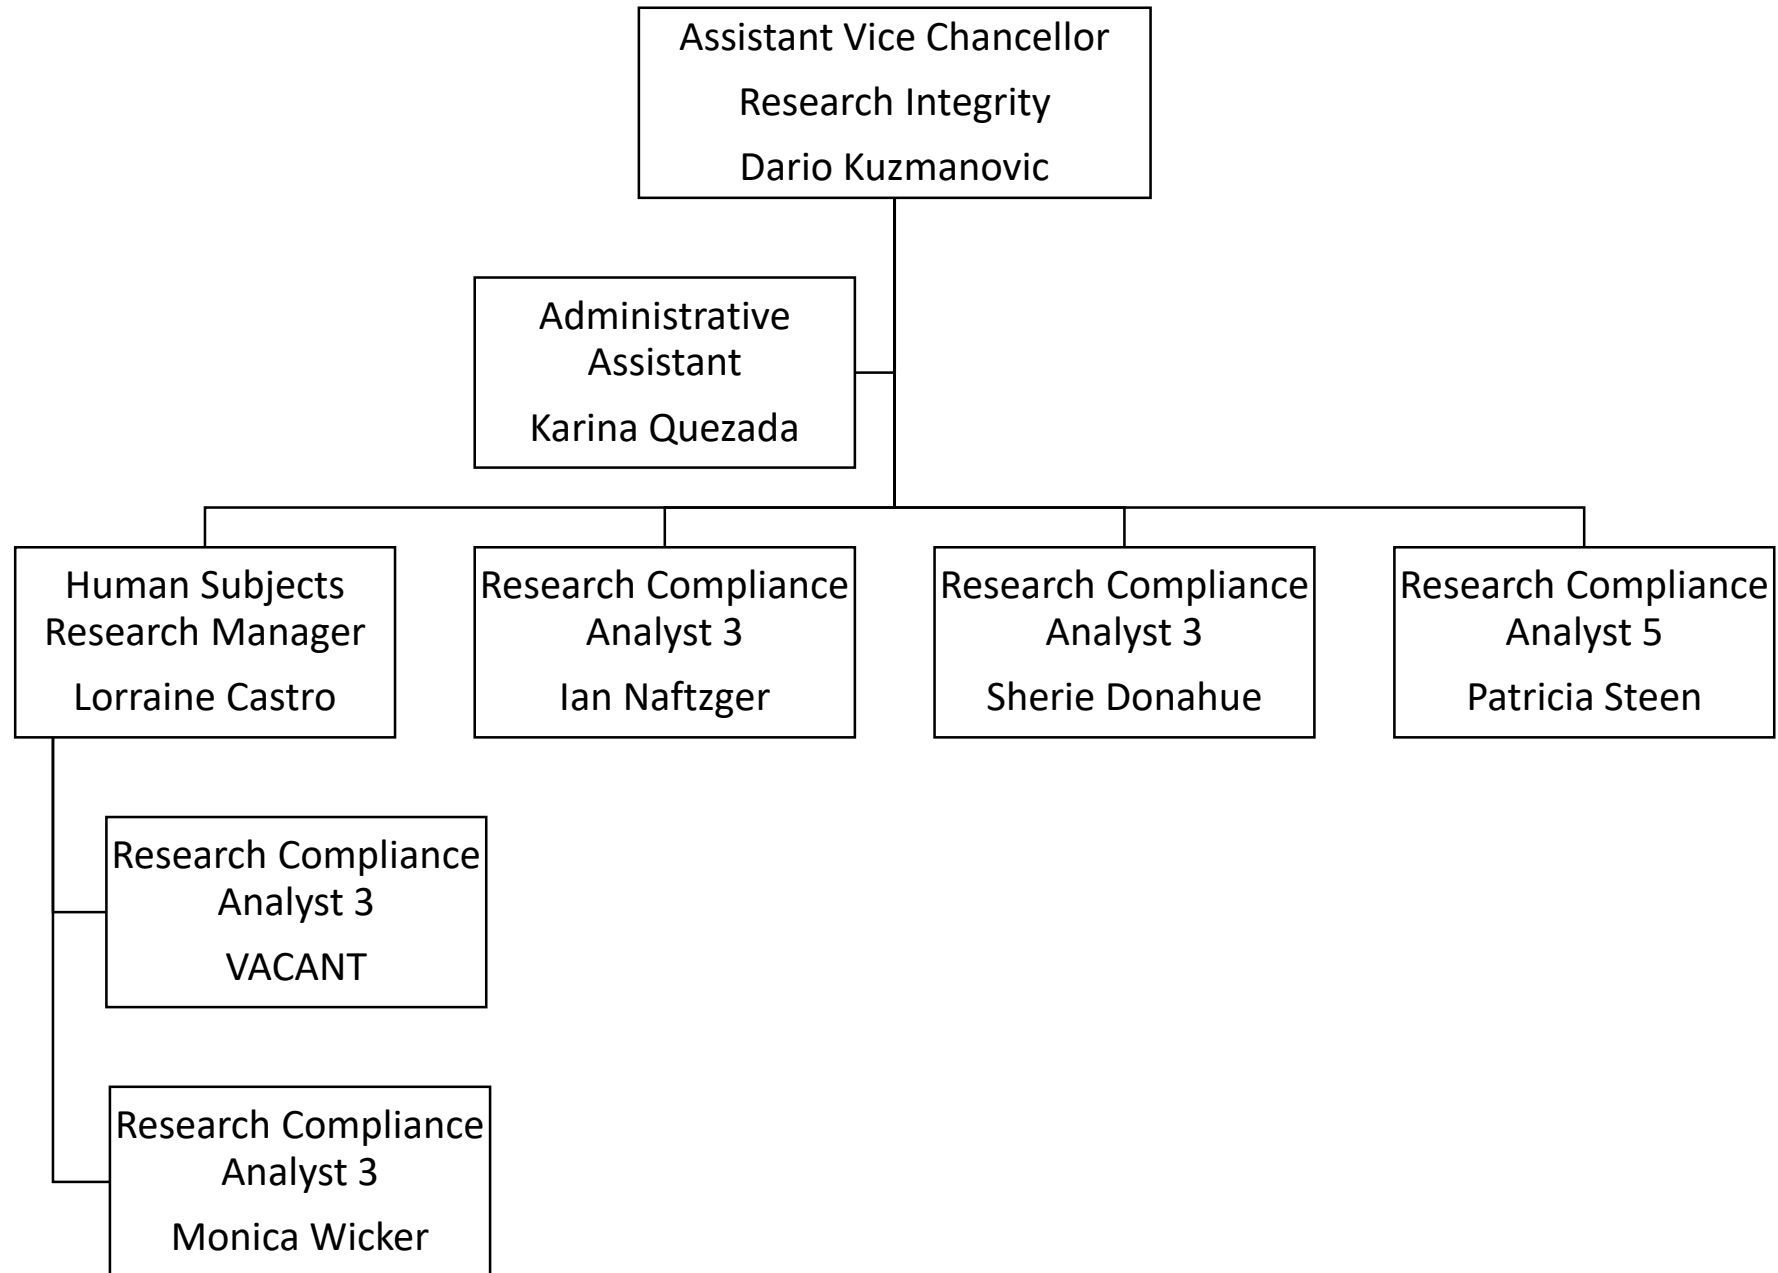 Assistant Vice Chancellor
Research Integrity
Dario Kuzmanovic
Administrative
Assistant
Karina Quezada
Human Subjects
Research Manager
Lorraine Castro
Research Compliance
Analyst 3
Ian Naftzger
Research Compliance
Analyst 3
Sherie Donahue
Research Compliance
Analyst 5
Patricia Steen
Research Compliance
Analyst 3
VACANT
Research Compliance
Analyst 3
Monica Wicker